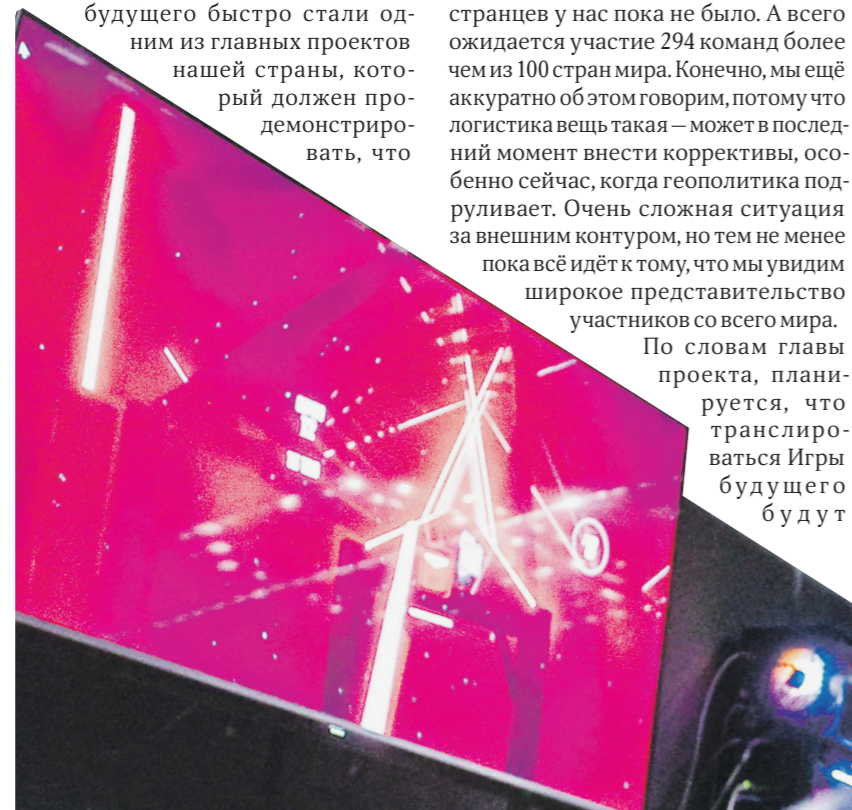 будущего быстро стали од-
ним из главных проектов
нашей страны, кото-
рый должен про-
демонстриро-
вать, что
странцев у нас пока не было. А всего
ожидается участие 294 команд более
чем из 100 стран мира. Конечно, мы ещё
аккуратно об этом говорим, потому что
логистика вещь такая — может в послед-
ний момент внести коррективы, осо-
бенно сейчас, когда геополитика под-
руливает. Очень сложная ситуация
за внешним контуром, но тем не менее
пока всё идёт к тому, что мы увидим
широкое представительство
участников со всего мира.
По словам главы
проекта, плани-
руется, что
транслиро-
ваться Игры
будущего
будут